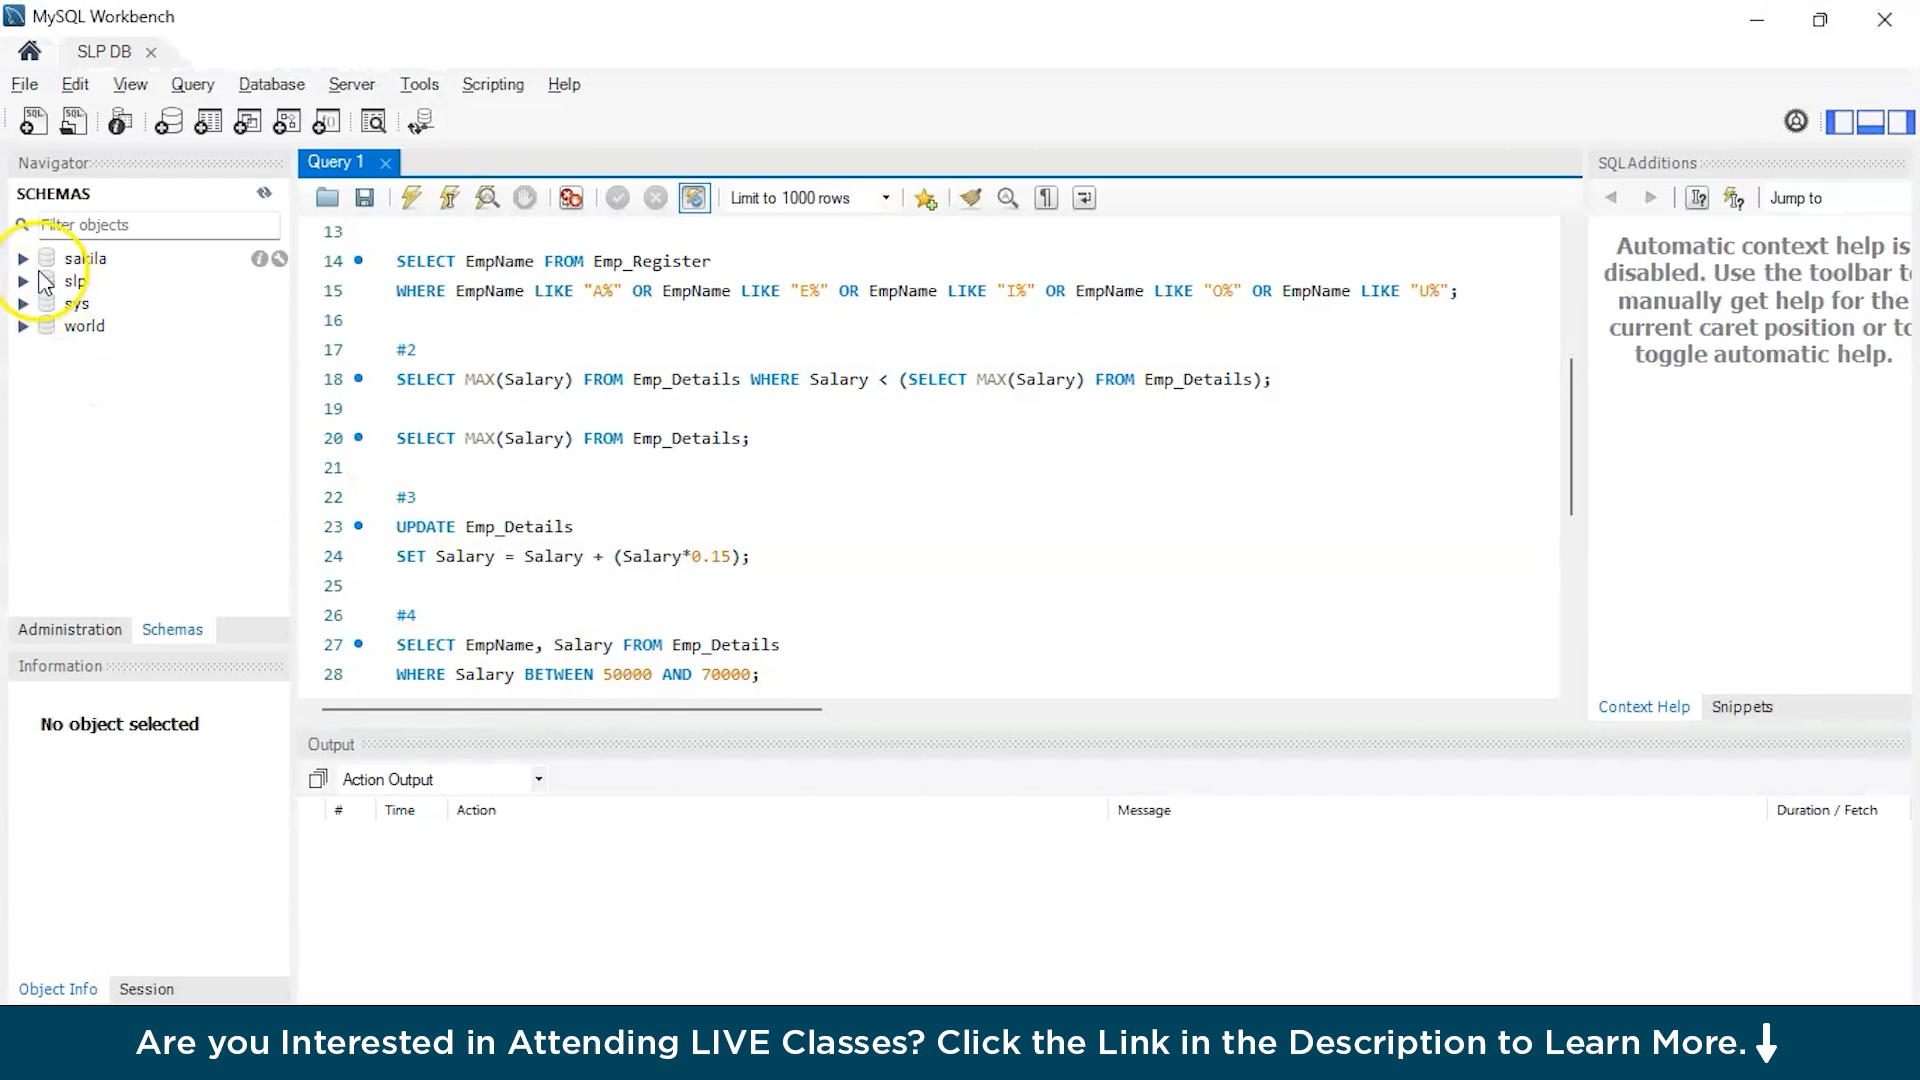 MySQL Workbench
SLP DB
File Edit View Query Database Server Tools Scripting Help
Navigator
SCHEMAS
Filter objects
sakila
slp
sys
world
Administration Schemas
Information
No object selected
Object Info Session
Query 1
Limit to 1000 rows
13
14 SELECT EmpName FROM Emp_Register
15 WHERE EmpName LIKE "A%" OR EmpName LIKE "E%" OR EmpName LIKE "I%" OR EmpName LIKE "O%" OR EmpName LIKE "U%";
16
17 #2
18 SELECT MAX(Salary) FROM Emp_Details WHERE Salary < (SELECT MAX(Salary) FROM Emp_Details);
19
20 SELECT MAX(Salary) FROM Emp_Details;
21
22 #3
23 UPDATE Emp_Details
24 SET Salary = Salary + (Salary*0.15);
25
26 #4
27 SELECT EmpName, Salary FROM Emp_Details
28 WHERE Salary BETWEEN 50000 AND 70000;
SQLAdditions
Jump to
Automatic context help is
disabled. Use the toolbar to
manually get help for the
current caret position or to
toggle automatic help.
Context Help Snippets
Output
Action Output
# Time Action Message Duration / Fetch
Are you Interested in Attending LIVE Classes? Click the Link in the Description to Learn More.